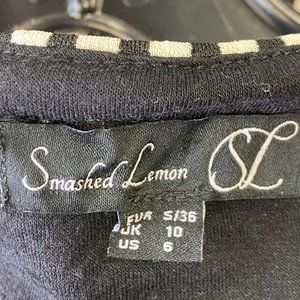 Smashed Lemon SL
EUR S/36
UK 10
US 6